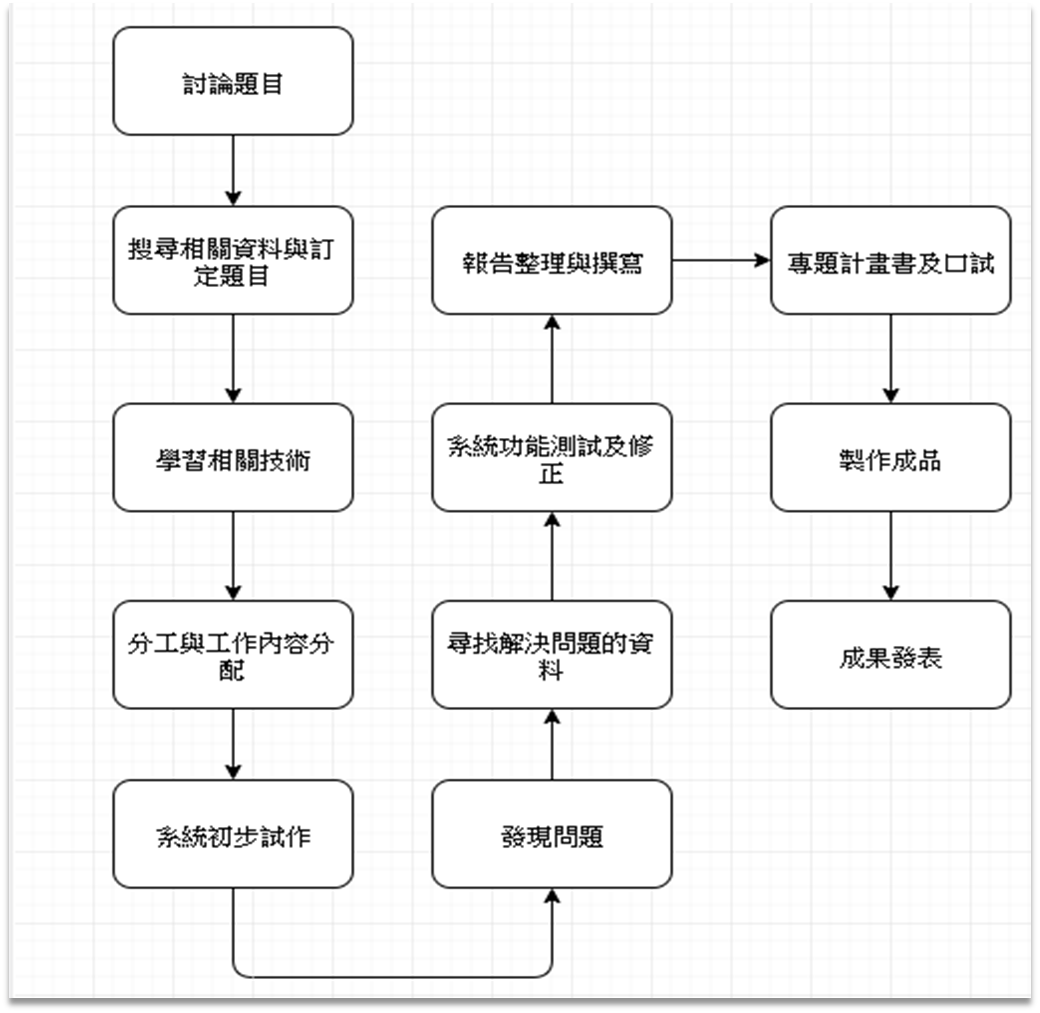 討論題目
搜尋相關資料與訂
定題目
學習相關技術
分工與工作內容分
配
系統初步試作
發現問題
尋找解決問題的資
料
系統功能測試及修
正
報告整理與撰寫
專題計畫書及口試
製作成品
成果發表